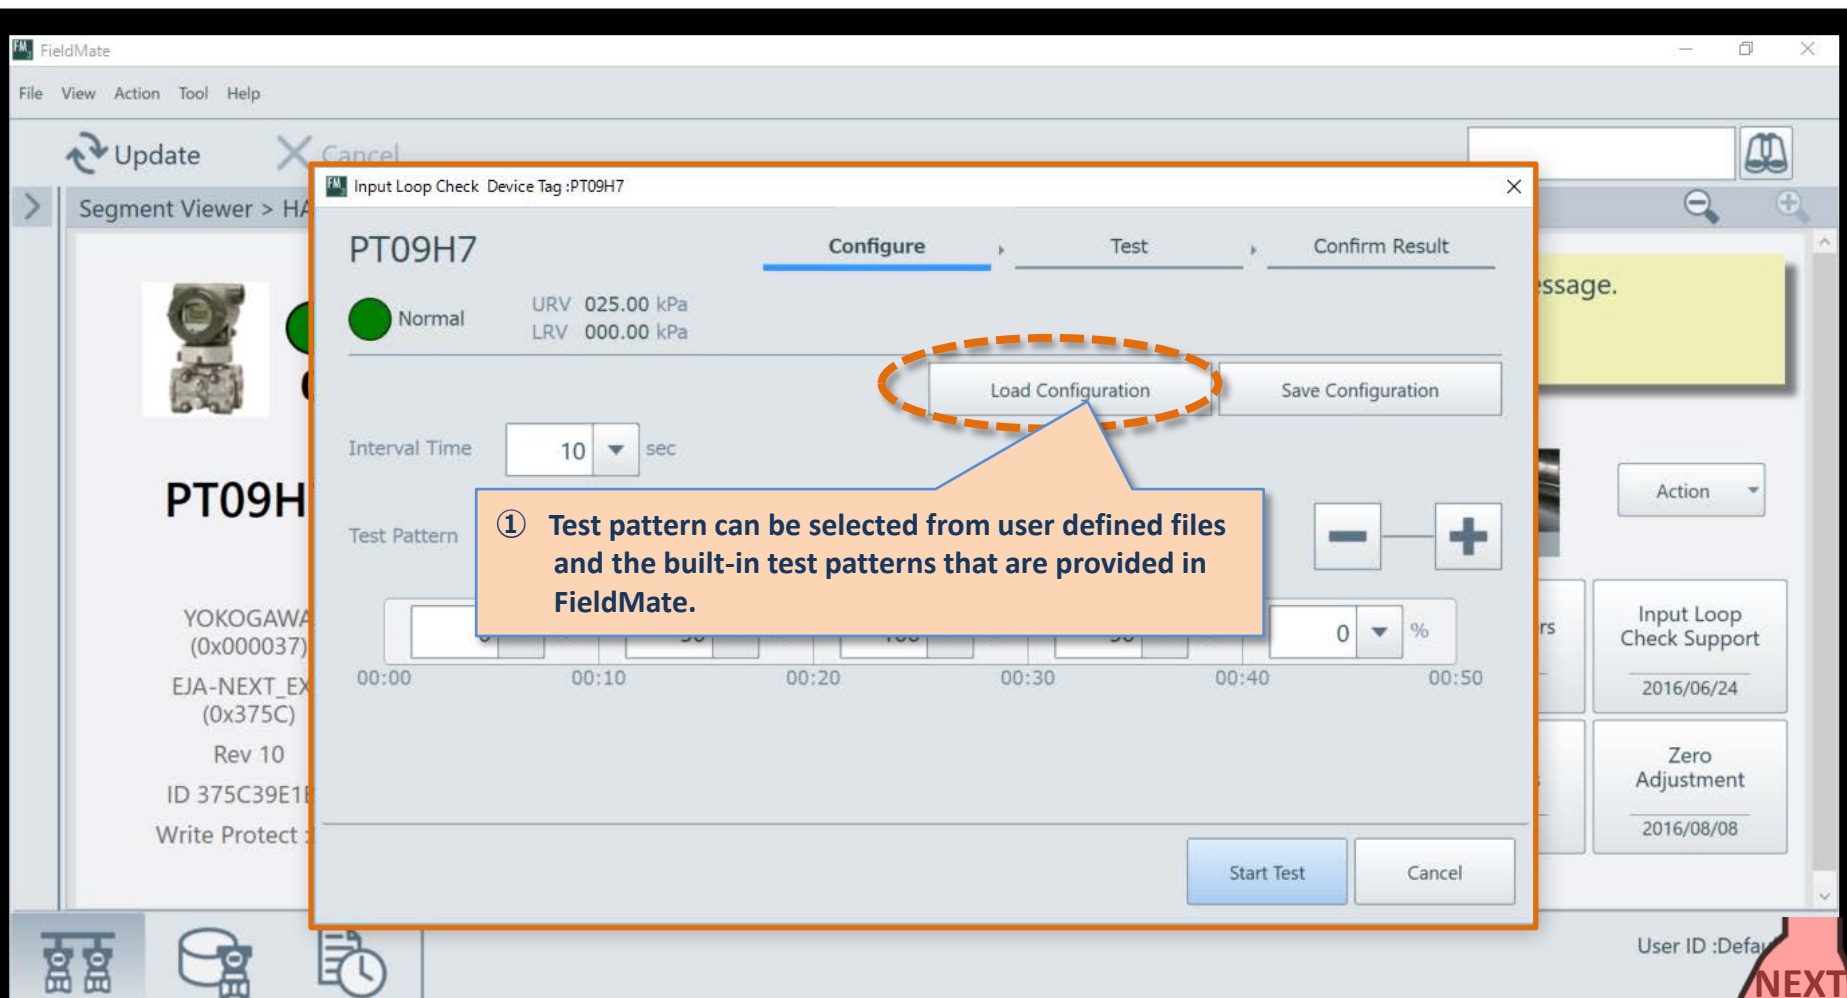 FieldMate
File View Action Tool Help
Update
Cancel
Segment Viewer > HA
Input Loop Check Device Tag :PT09H7
PT09H7
Configure
Test
Confirm Result
Normal
URV 025.00 kPa
LRV 000.00 kPa
Load Configuration
Save Configuration
Interval Time
10
sec
Test Pattern
① Test pattern can be selected from user defined files
and the built-in test patterns that are provided in
FieldMate.
0 %
00:00 00:10 00:20 00:30 00:40 00:50
Start Test
Cancel
ssage.
PT09H
YOKOGAWA
(0x000037)
EJA-NEXT_EX
(0x375C)
Rev 10
ID 375C39E1
Write Protect :
Action
rs
Input Loop
Check Support
2016/06/24
Zero
Adjustment
2016/08/08
User ID :Defau
NEXT